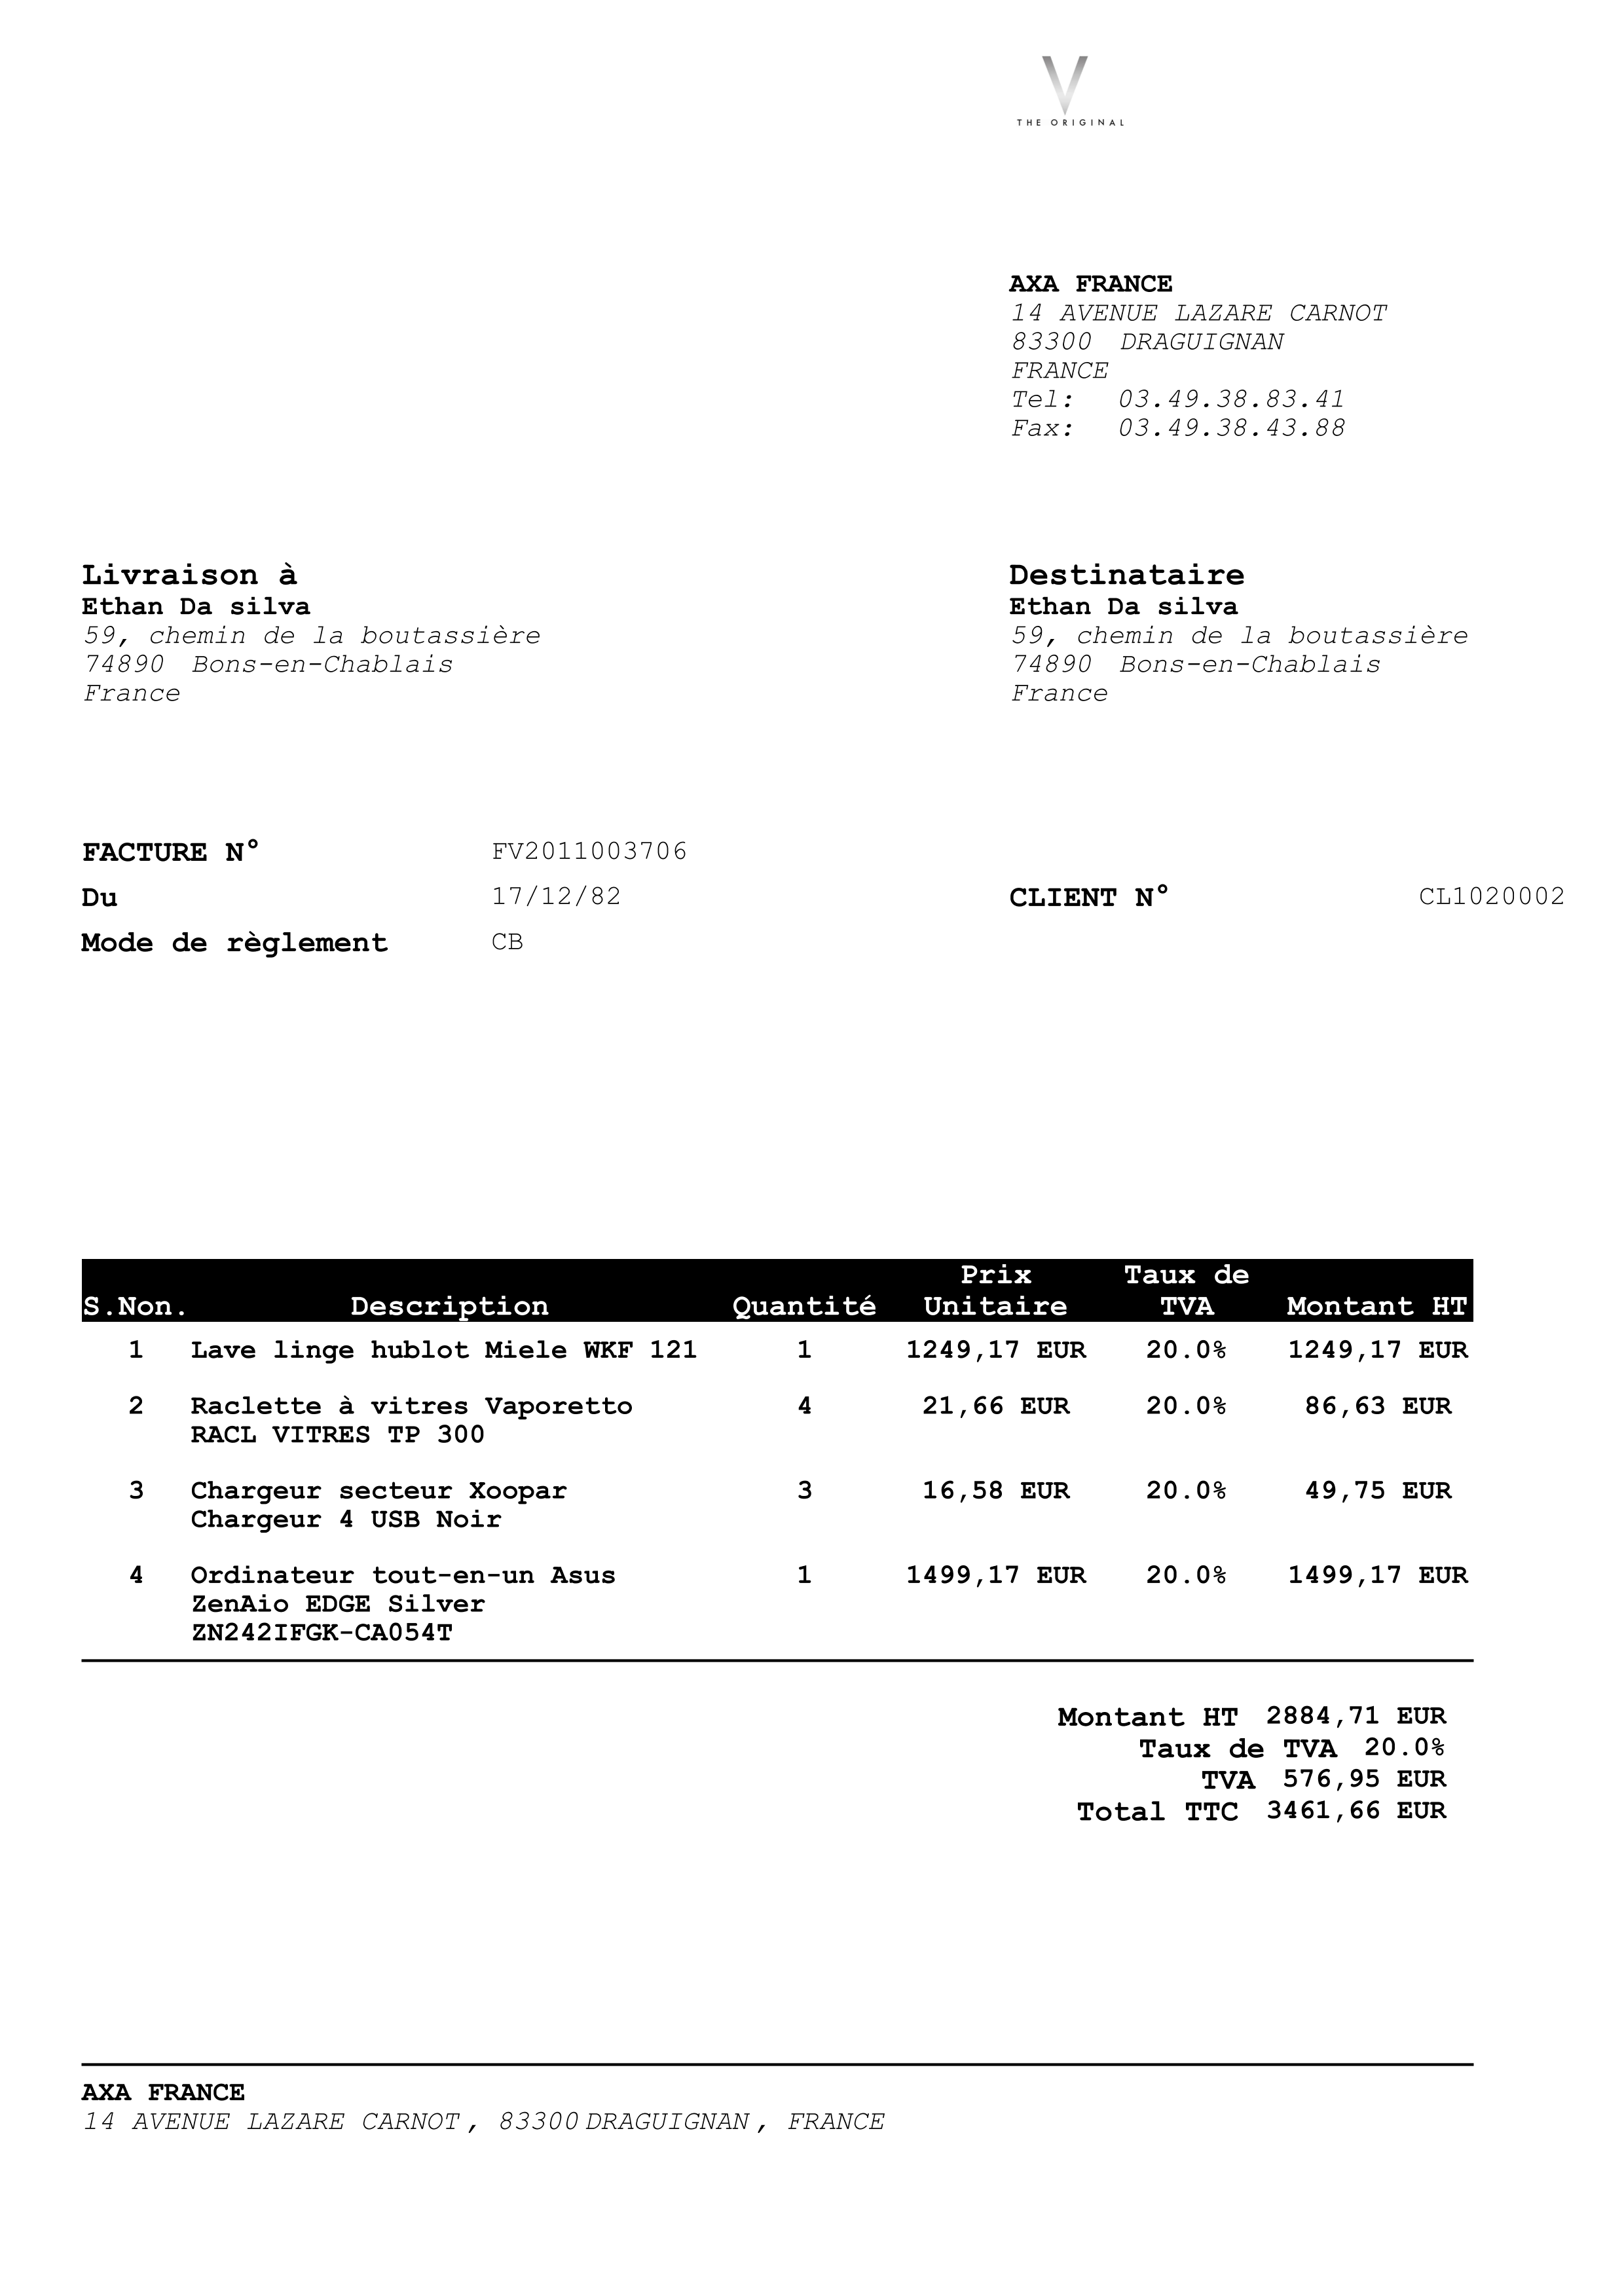 V
THE ORIGINAL
AXA FRANCE
14 AVENUE LAZARE CARNOT
83300 DRAGUIGNAN
FRANCE
Tel: 03.49.38.83.41
Fax: 03.49.38.43.88
Livraison à
Ethan Da silva
59, chemin de la boutassière
74890 Bons-en-Chablais
France
Destinataire
Ethan Da silva
59, chemin de la boutassière
74890 Bons-en-Chablais
France
FACTURE N° FV2011003706
Du 17/12/82
CLIENT N° CL1020002
Mode de règlement CB
Prix Taux de
S.Non. Description Quantité Unitaire TVA Montant HT
1 Lave linge hublot Miele WKF 121 1 1249,17 EUR 20.0% 1249,17 EUR
2 Raclette à vitres Vaporetto 4 21,66 EUR 20.0% 86,63 EUR
RACL VITRES TP 300
3 Chargeur secteur Xoopar 3 16,58 EUR 20.0% 49,75 EUR
Chargeur 4 USB Noir
4 Ordinateur tout-en-un Asus 1 1499,17 EUR 20.0% 1499,17 EUR
ZenAio EDGE Silver
ZN242IFGK-CA054T
Montant HT 2884,71 EUR
Taux de TVA 20.0%
TVA 576,95 EUR
Total TTC 3461,66 EUR
AXA FRANCE
14 AVENUE LAZARE CARNOT, 83300 DRAGUIGNAN, FRANCE